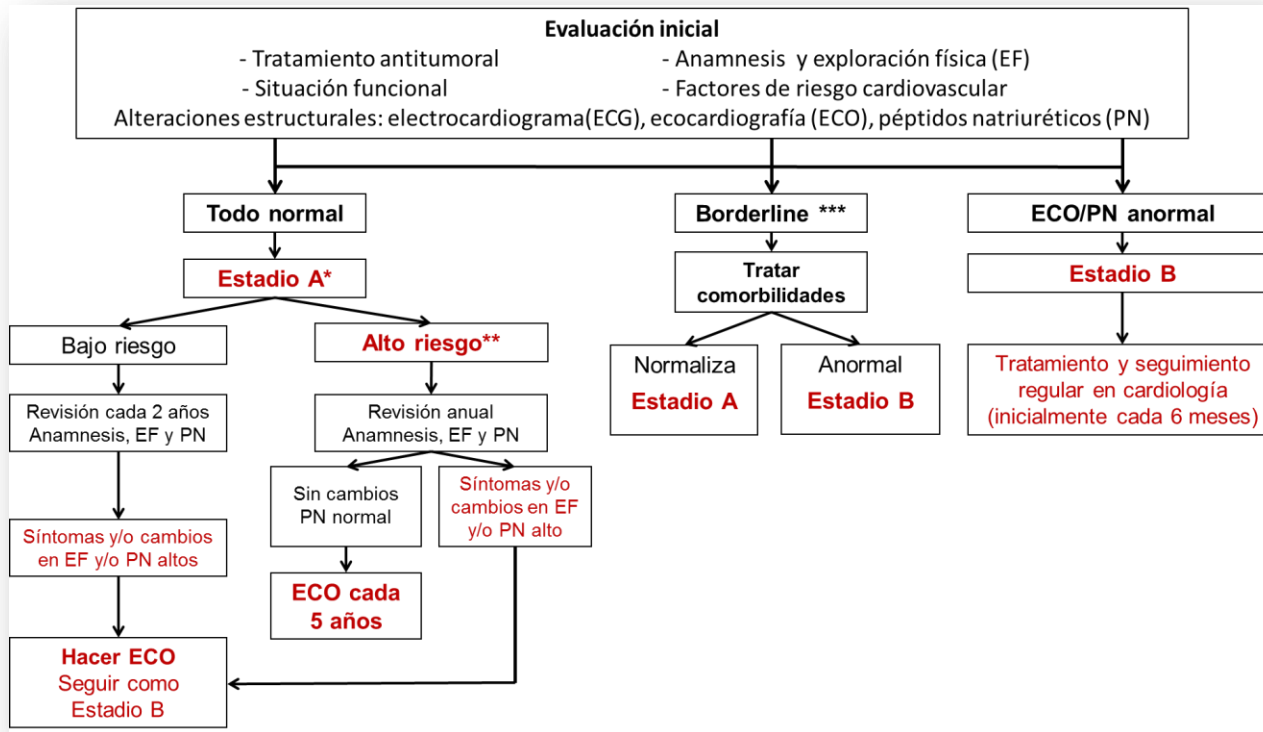 Evaluación inicial
- Tratamiento antitumoral
- Anamnesis y exploración física (EF)
- Situación funcional
- Factores de riesgo cardiovascular
Alteraciones estructurales: electrocardiograma(ECG), ecocardiografía (ECO), péptidos natriuréticos (PN)
Todo normal
Estadio A*
Bajo riesgo
Revisión cada 2 años
Anamnesis, EF y PN
Síntomas y/o cambios
en EF y/o PN altos
Hacer ECO
Seguir como
Estadio B
Alto riesgo**
Revisión anual
Anamnesis, EF y PN
Sin cambios
PN normal
ECO cada
5 años
Síntomas y/o
cambios en EF
y/o PN alto
Borderline ***
Tratar
comorbilidades
Normaliza
Estadio A
Anormal
Estadio B
ECO/PN anormal
Estadio B
Tratamiento y seguimiento
regular en cardiología
(inicialmente cada 6 meses)